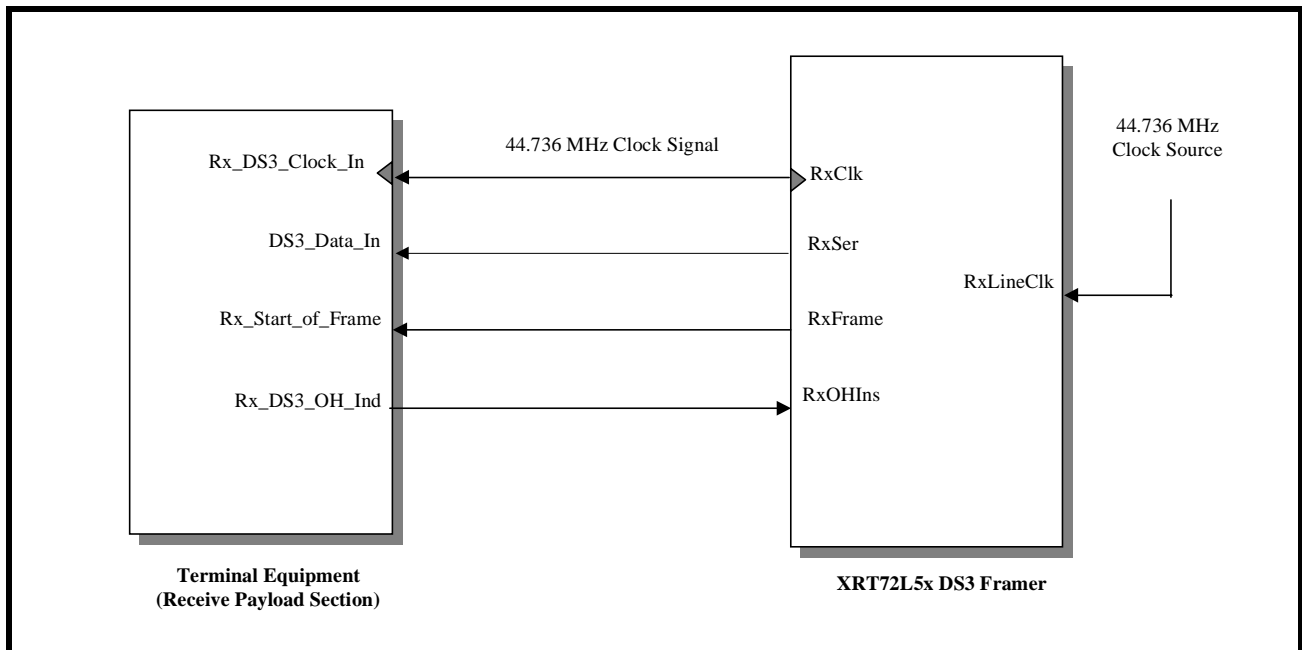 44.736 MHz
Clock Source
44.736 MHz Clock Signal
Rx_DS3_Clock_In
RxClk
DS3_Data_In
RxSer
RxLineClk
Rx_Start_of_Frame
RxFrame
Rx_DS3_OH_Ind
RxOHIns
Terminal Equipment
(Receive Payload Section)
XRT72L5x DS3 Framer